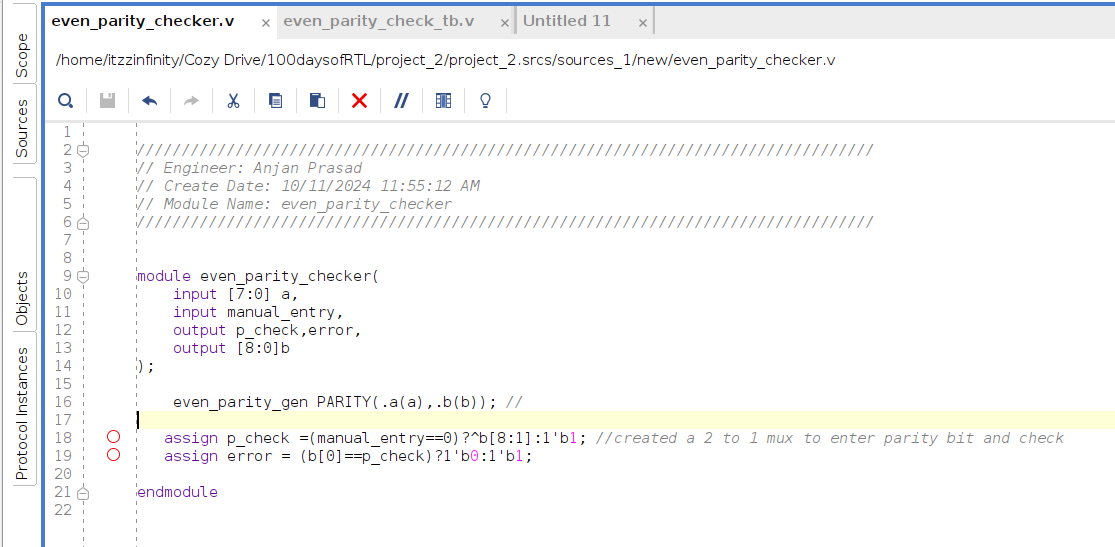 even_parity_checker.v × even_parity_check_tb.v × Untitled 11 ×
/home/itzzinfinity/Cozy Drive/100daysofRTL/project_2/project_2.srcs/sources_1/new/even_parity_checker.v
Scope
Sources
Objects
Protocol Instances
1
2 //////////////////////////////////////////////////////////////////////////////////
3 // Engineer: Anjan Prasad
4 // Create Date: 10/11/2024 11:55:12 AM
5 // Module Name: even_parity_checker
6 //////////////////////////////////////////////////////////////////////////////////
7
8
9 module even_parity_checker(
10 input [7:0] a,
11 input manual_entry,
12 output p_check,error,
13 output [8:0]b
14 );
15
16 even_parity_gen PARITY(.a(a),.b(b)); //
17
18 assign p_check =(manual_entry==0)?^b[8:1]:1'b1; //created a 2 to 1 mux to enter parity bit and check
19 assign error = (b[0]==p_check)?1'b0:1'b1;
20
21 endmodule
22